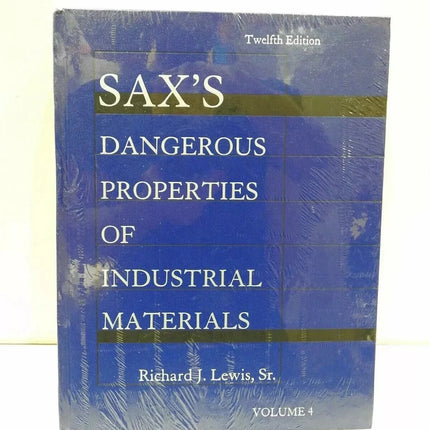 Twelfth Edition
SAX'S
DANGEROUS
PROPERTIES
OF
INDUSTRIAL
MATERIALS
Richard J. Lewis, Sr.
VOLUME 4